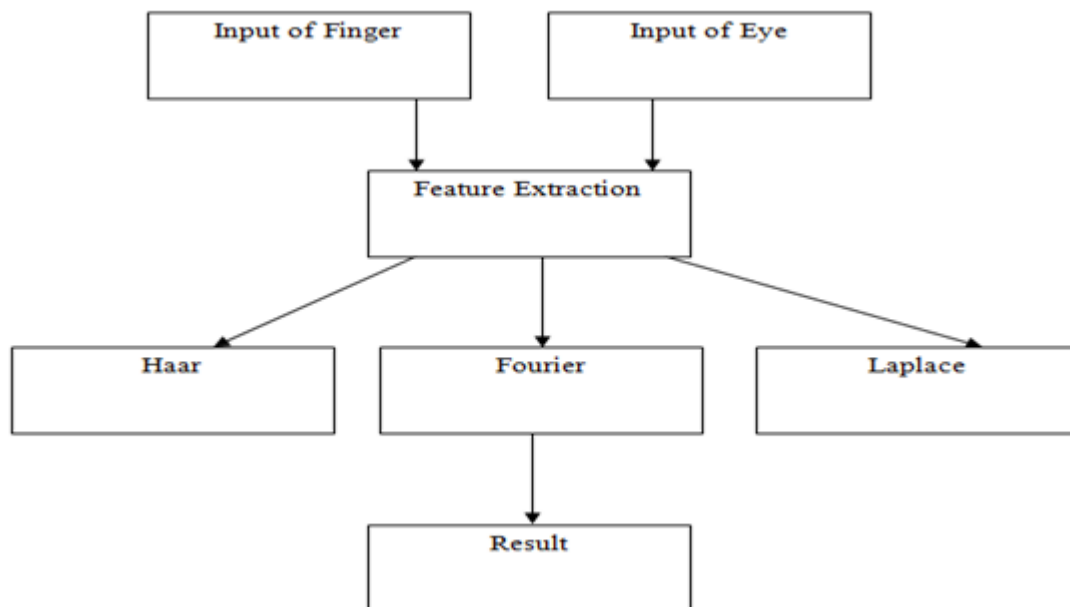 Input of Finger
Input of Eye
Feature Extraction
Haar
Fourier
Laplace
Result